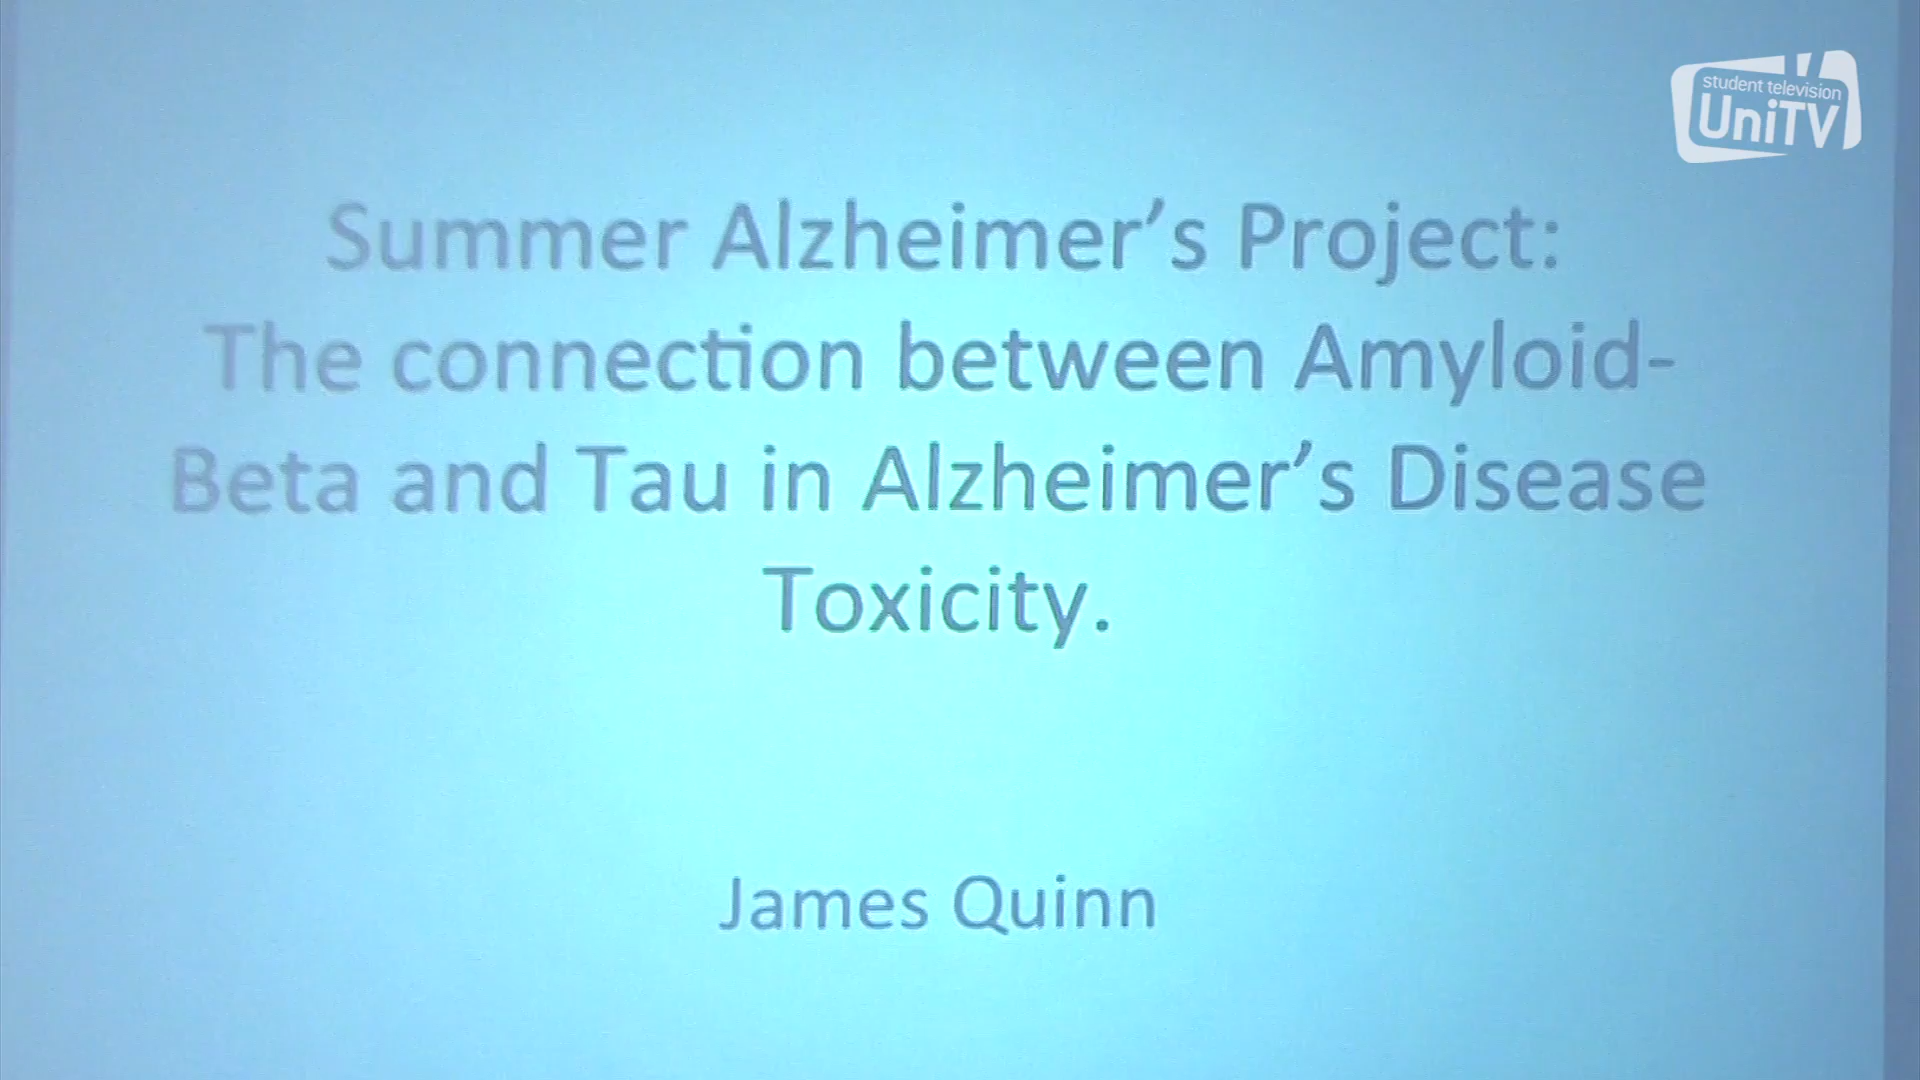 student television
UniTV
Summer Alzheimer's Project:
The connection between Amyloid-
Beta and Tau in Alzheimer's Disease
Toxicity.
James Quinn